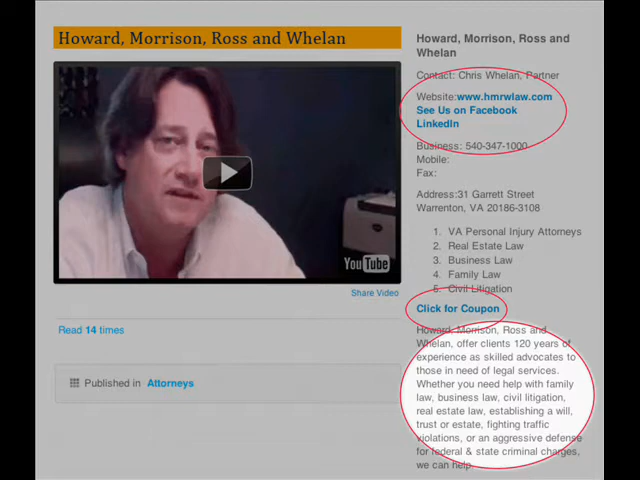 Howard, Morrison, Ross and Whelan
YouTube
Share Video
Read 14 times
Published in Attorneys
Howard, Morrison, Ross and
Whelan
Contact: Chris Whelan, Partner
Website:www.hmrwlaw.com
See Us on Facebook
LinkedIn
Business: 540-347-1000
Mobile:
Fax:
Address:31 Garrett Street
Warrenton, VA 20186-3108
1. VA Personal Injury Attorneys
2. Real Estate Law
3. Business Law
4. Family Law
5. Civil Litigation
Click for Coupon
Howard, Morrison, Ross and
Whelan, offer clients 120 years of
experience as skilled advocates to
those in need of legal services.
Whether you need help with family
law, business law, civil litigation,
real estate law, establishing a will,
trust or estate, fighting traffic
violations, or an aggressive defense
for federal & state criminal charges,
we can help.